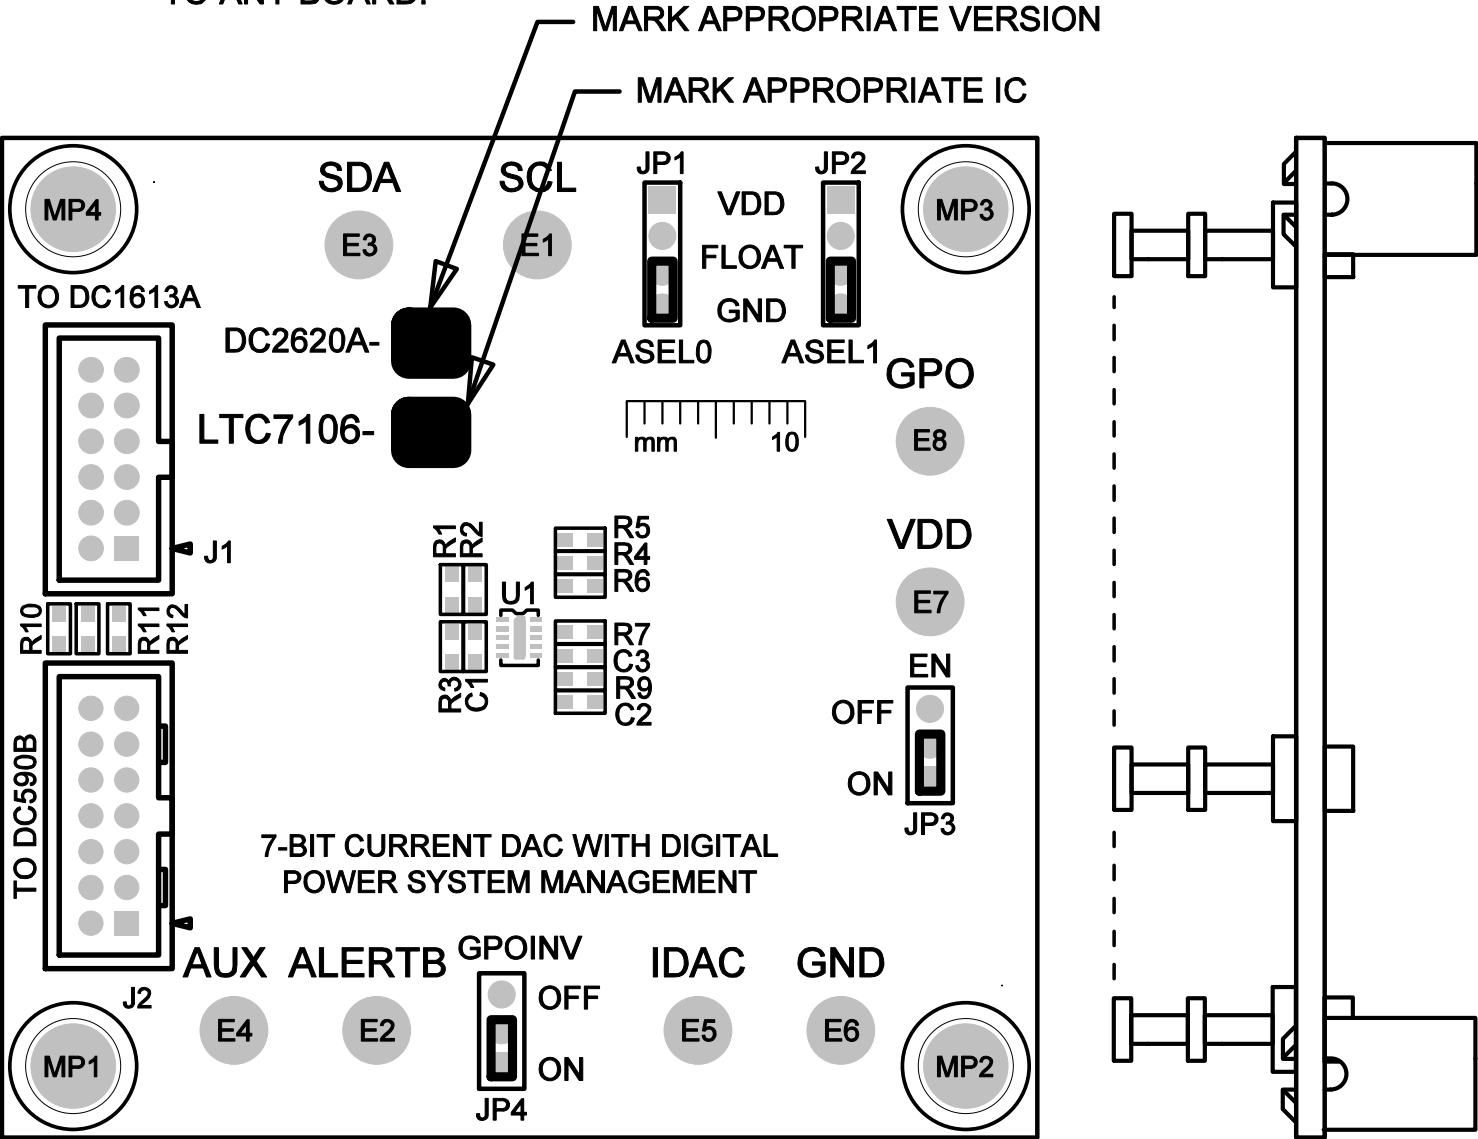 TO ANY BOARD.
MARK APPROPRIATE VERSION
MARK APPROPRIATE IC
MP4
SDA
SCL
JP1
JP2
MP3
E3
E1
VDD
FLOAT
GND
TO DC1613A
DC2620A-
ASEL0
ASEL1
GPO
LTC7106-
mm 10
E8
J1
R1
R2
R5
R4
R6
VDD
U1
E7
R10
R11
R12
R7
C3
R9
C2
R3
C1
EN
OFF
ON
JP3
TO DC590B
7-BIT CURRENT DAC WITH DIGITAL
POWER SYSTEM MANAGEMENT
AUX
ALERTB
GPOINV
IDAC
GND
J2
OFF
E4
E2
E5
E6
MP1
ON
MP2
JP4